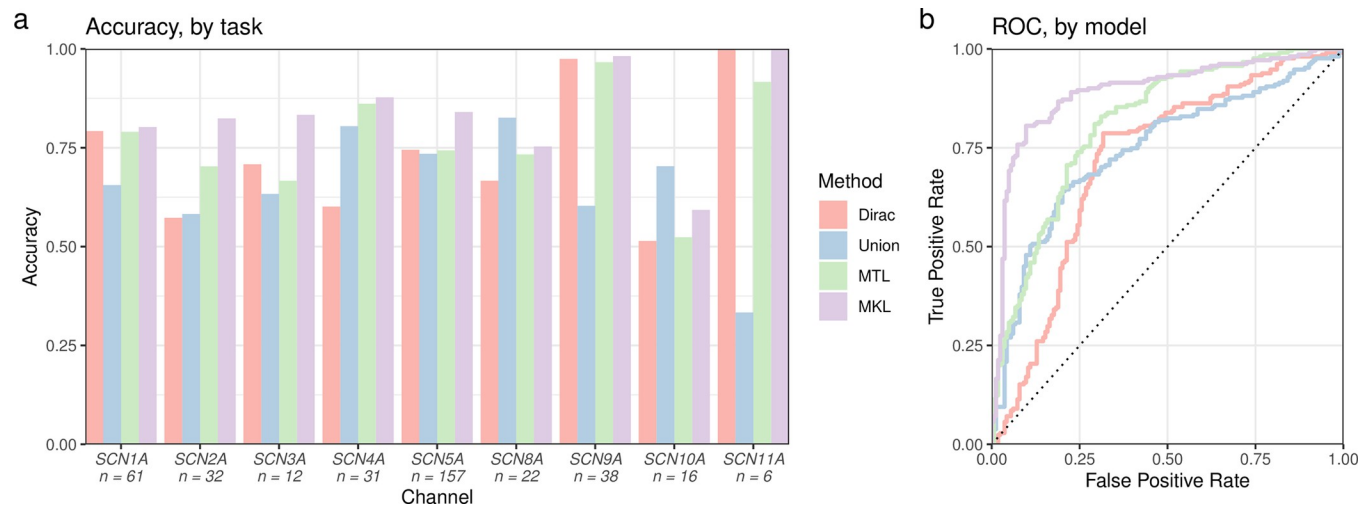 a
Accuracy, by task
1.00
0.75
0.50
0.25
0.00
Accuracy
SCN1A SCN2A SCN3A SCN4A SCN5A SCN8A SCN9A SCN10A SCN11A
n = 61 n = 32 n = 12 n = 31 n = 157 n = 22 n = 38 n = 16 n = 6
Channel
Method
Dirac
Union
MTL
MKL
b
ROC, by model
1.00
0.75
0.50
0.25
0.00
True Positive Rate
0.00 0.25 0.50 0.75 1.00
False Positive Rate